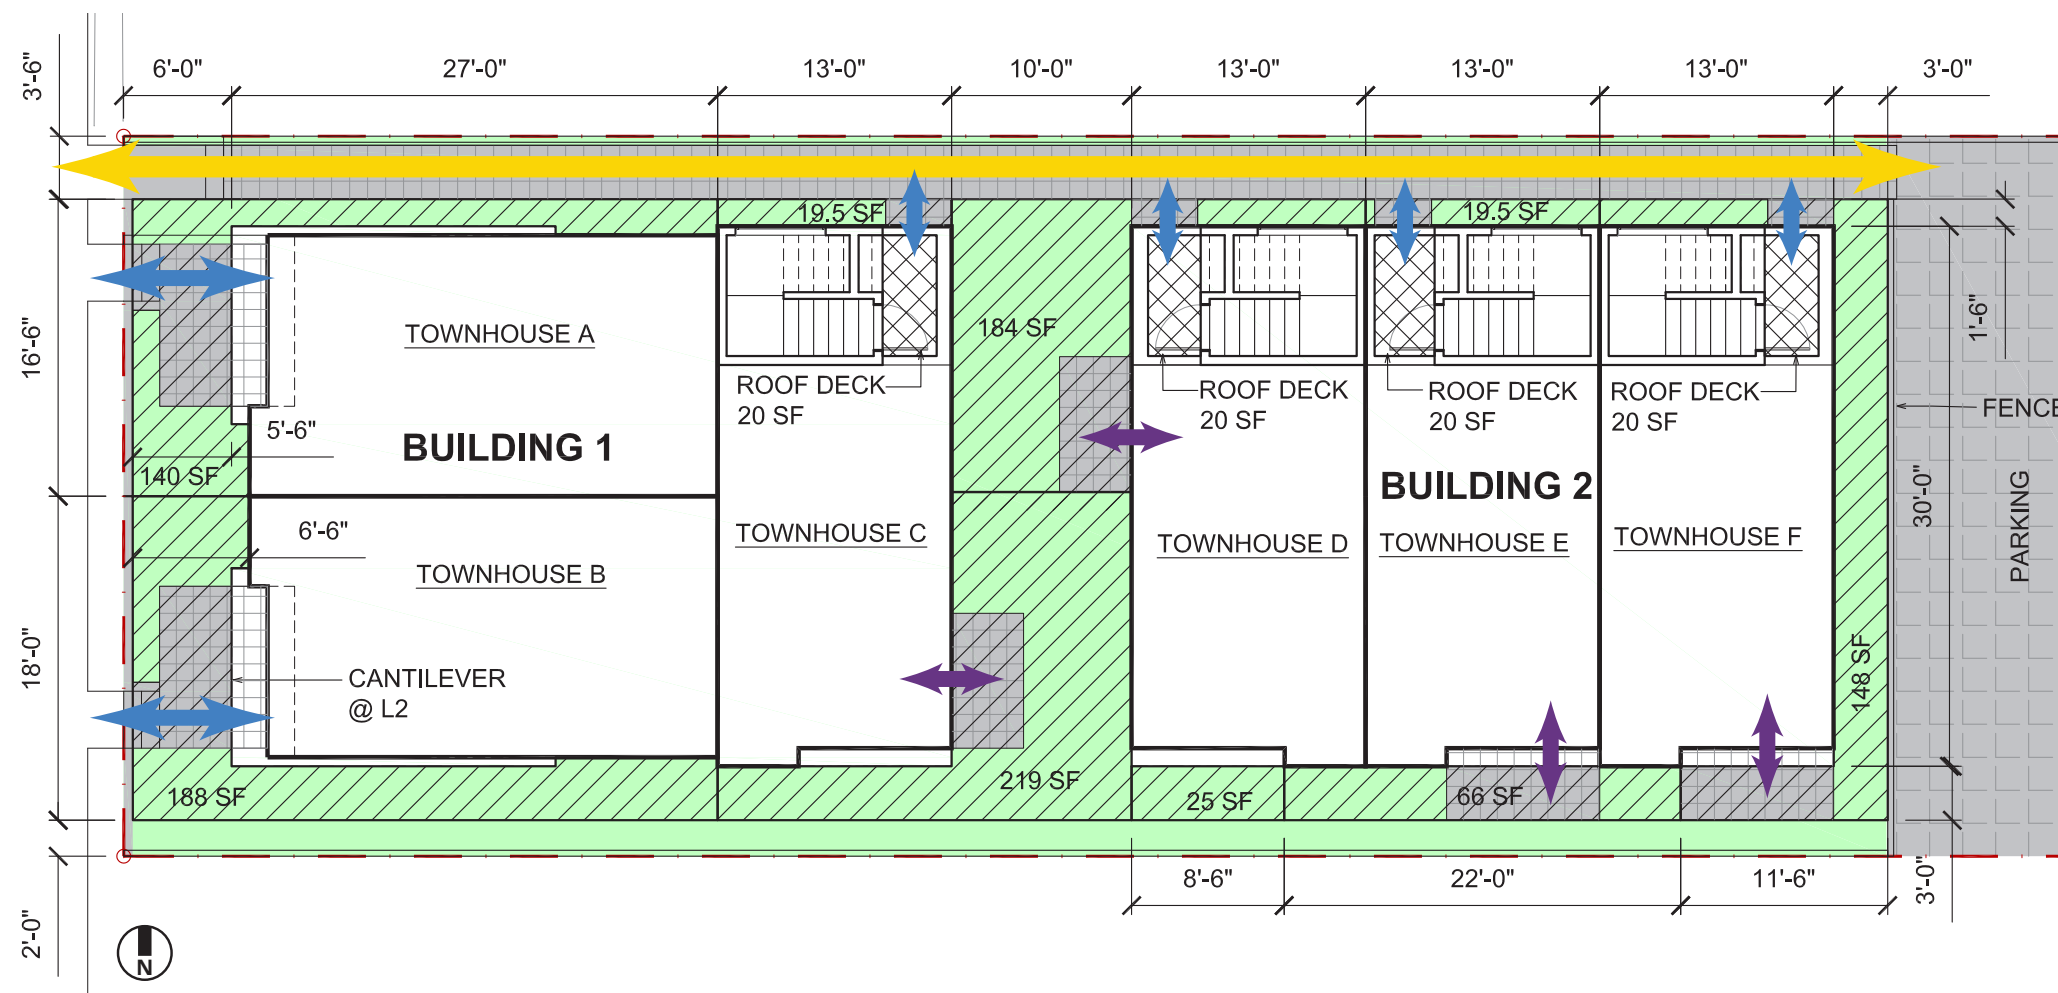 6'-0" 27'-0" 13'-0" 10'-0" 13'-0" 13'-0" 13'-0" 3'-0"
3'-6"
19.5 SF 19.5 SF
16'-6"
1'-6"
TOWNHOUSE A
184 SF
ROOF DECK
20 SF
ROOF DECK
20 SF
ROOF DECK
20 SF
ROOF DECK
20 SF
FENCE
5'-6"
BUILDING 1
140 SF
BUILDING 2
30'-0"
PARKING
6'-6"
TOWNHOUSE C
TOWNHOUSE D
TOWNHOUSE E
TOWNHOUSE F
TOWNHOUSE B
18'-0"
CANTILEVER
@ L2
148 SF
188 SF
219 SF
25 SF
66 SF
8'-6" 22'-0" 11'-6"
3'-0"
2'-0"
N